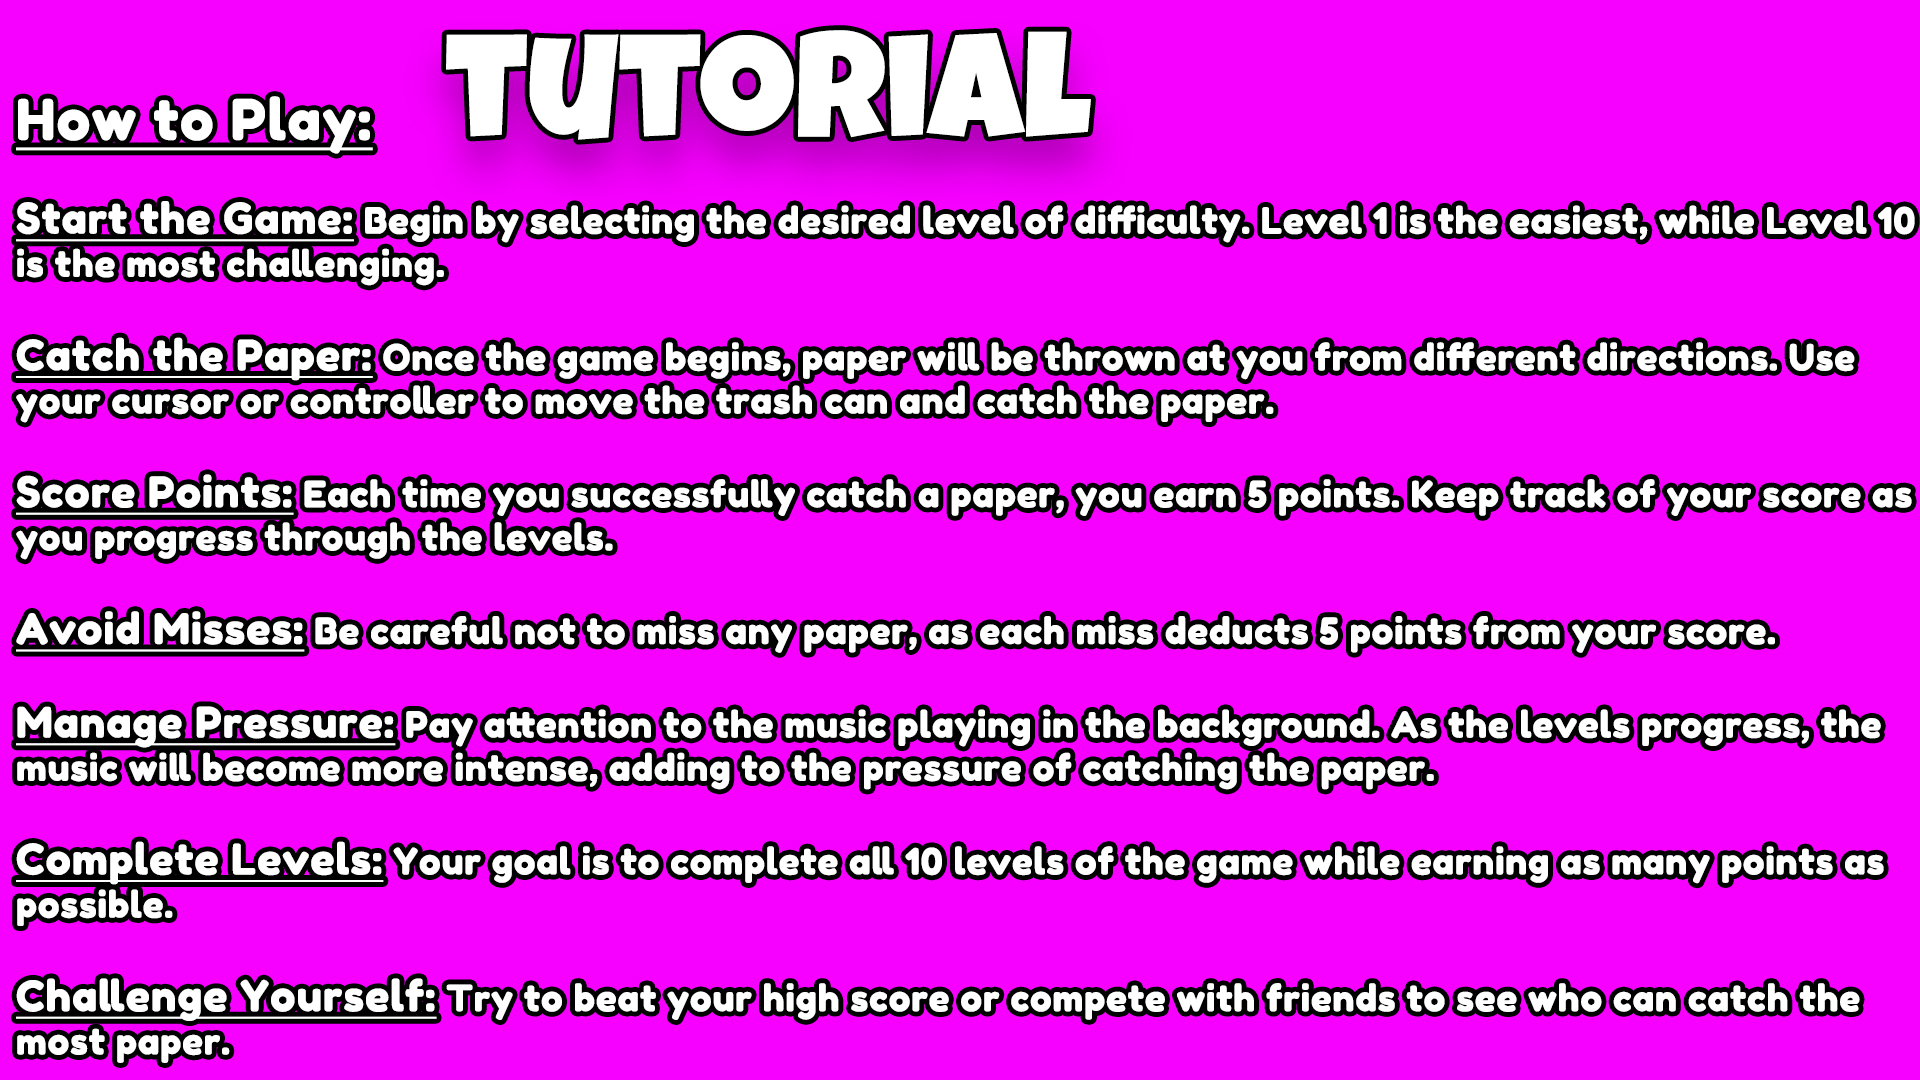 TUTORIAL
How to Play:
Start the Game: Begin by selecting the desired level of difficulty. Level 1 is the easiest, while Level 10
is the most challenging.
Catch the Paper: Once the game begins, paper will be thrown at you from different directions. Use
your cursor or controller to move the trash can and catch the paper.
Score Points: Each time you successfully catch a paper, you earn 5 points. Keep track of your score as
you progress through the levels.
Avoid Misses: Be careful not to miss any paper, as each miss deducts 5 points from your score.
Manage Pressure: Pay attention to the music playing in the background. As the levels progress, the
music will become more intense, adding to the pressure of catching the paper.
Complete Levels: Your goal is to complete all 10 levels of the game while earning as many points as
possible.
Challenge Yourself: Try to beat your high score or compete with friends to see who can catch the
most paper.